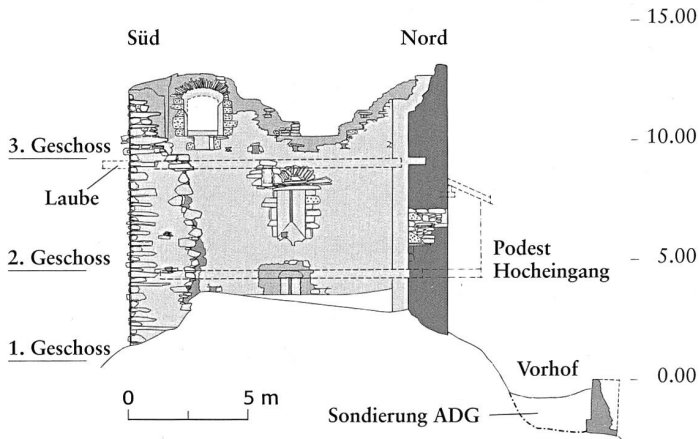 15.00
Süd
Nord
10.00
3. Geschoss
Laube
5.00
2. Geschoss
Podest
Hocheingang
1. Geschoss
0.00
Vorhof
0
5 m
Sondierung ADG